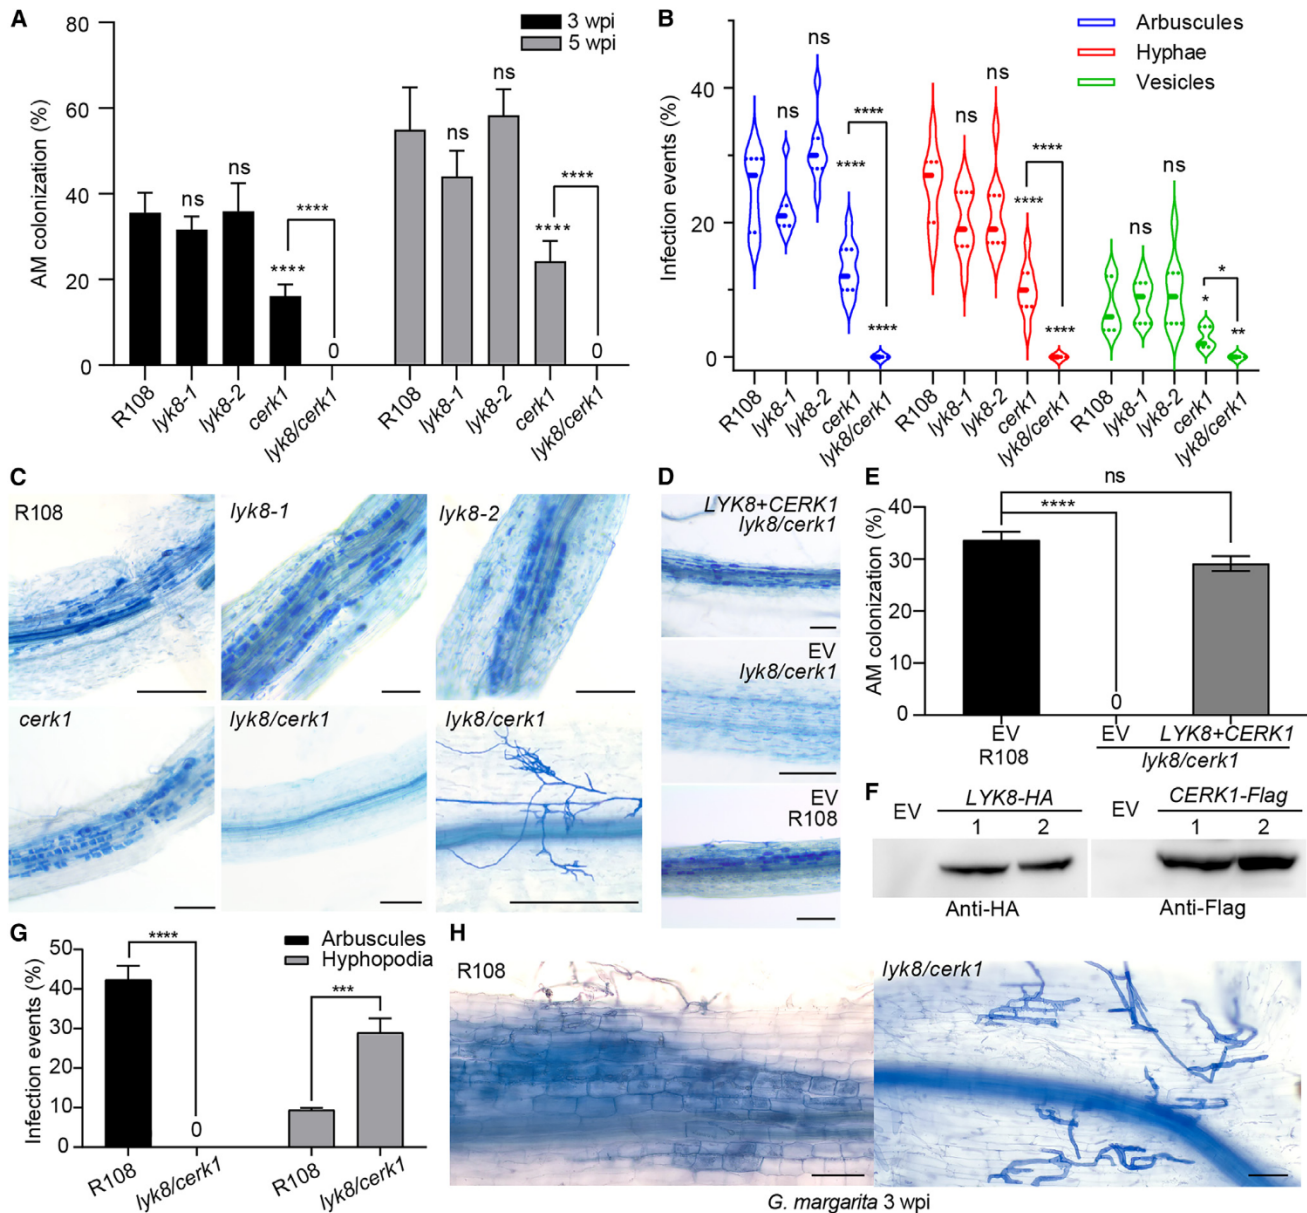 A
80
60
40
20
0
AM colonization (%)
3 wpi
5 wpi
ns
ns
****
****
0
ns
ns
****
****
0
R108
lyk8-1
lyk8-2
cerk1
lyk8/cerk1
R108
lyk8-1
lyk8-2
cerk1
lyk8/cerk1
B
40
20
0
Infection events (%)
Arbuscules
Hyphae
Vesicles
ns
ns
****
****
****
ns
ns
****
****
****
ns
ns
*
*
**
R108
lyk8-1
lyk8-2
cerk1
lyk8/cerk1
R108
lyk8-1
lyk8-2
cerk1
lyk8/cerk1
R108
lyk8-1
lyk8-2
cerk1
lyk8/cerk1
C
R108
lyk8-1
lyk8-2
cerk1
lyk8/cerk1
lyk8/cerk1
D
LYK8+CERK1
lyk8/cerk1
EV
lyk8/cerk1
EV
R108
E
40
30
20
10
0
AM colonization (%)
ns
****
0
EV
R108
EV
LYK8+CERK1
lyk8/cerk1
F
EV
LYK8-HA
1 2
EV
CERK1-Flag
1 2
Anti-HA
Anti-Flag
G
50
40
30
20
10
0
Infection events (%)
Arbuscules
Hyphopodia
****
0
***
R108
lyk8/cerk1
R108
lyk8/cerk1
H
R108
lyk8/cerk1
G. margarita 3 wpi